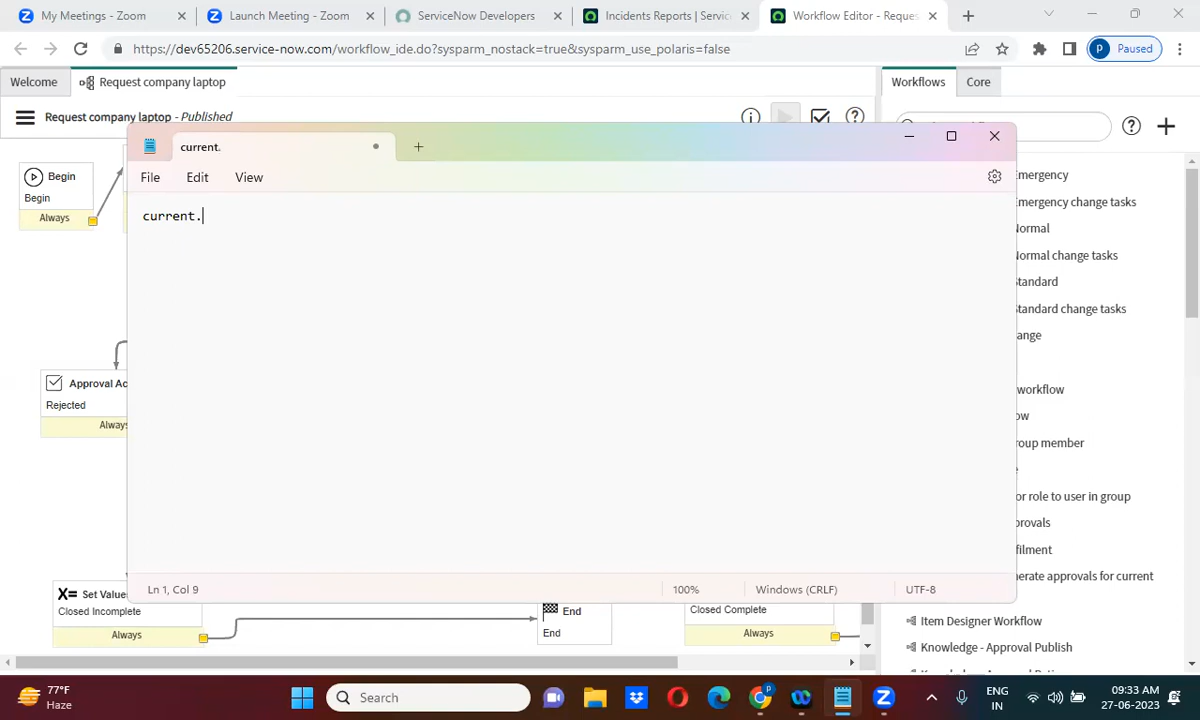 My Meetings - Zoom
Launch Meeting - Zoom
ServiceNow Developers
Incidents Reports | Servic
Workflow Editor - Reques
https://dev65206.service-now.com/workflow_ide.do?sysparm_nostack=true&sysparm_use_polaris=false
P
Paused
Welcome
Request company laptop
Workflows
Core
Request company laptop - Published
current.
File
Edit
View
current.
Begin
Begin
Always
Approval Ac
Rejected
Always
Emergency
Emergency change tasks
Normal
Normal change tasks
Standard
Standard change tasks
hange
workflow
ow
roup member
e
or role to user in group
provals
filment
nerate approvals for current
Item Designer Workflow
Knowledge - Approval Publish
Ln 1, Col 9
100%
Windows (CRLF)
UTF-8
X= Set Values
Closed Incomplete
Always
End
End
Closed Complete
Always
77°F
Haze
Search
ENG
IN
09:33 AM
27-06-2023